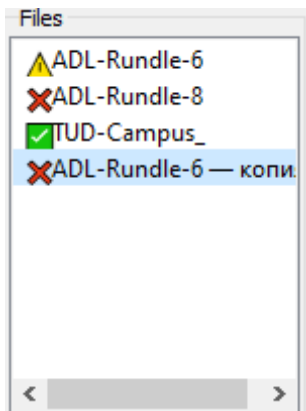 Files
ADL-Rundle-6
ADL-Rundle-8
TUD-Campus_
ADL-Rundle-6 — копи